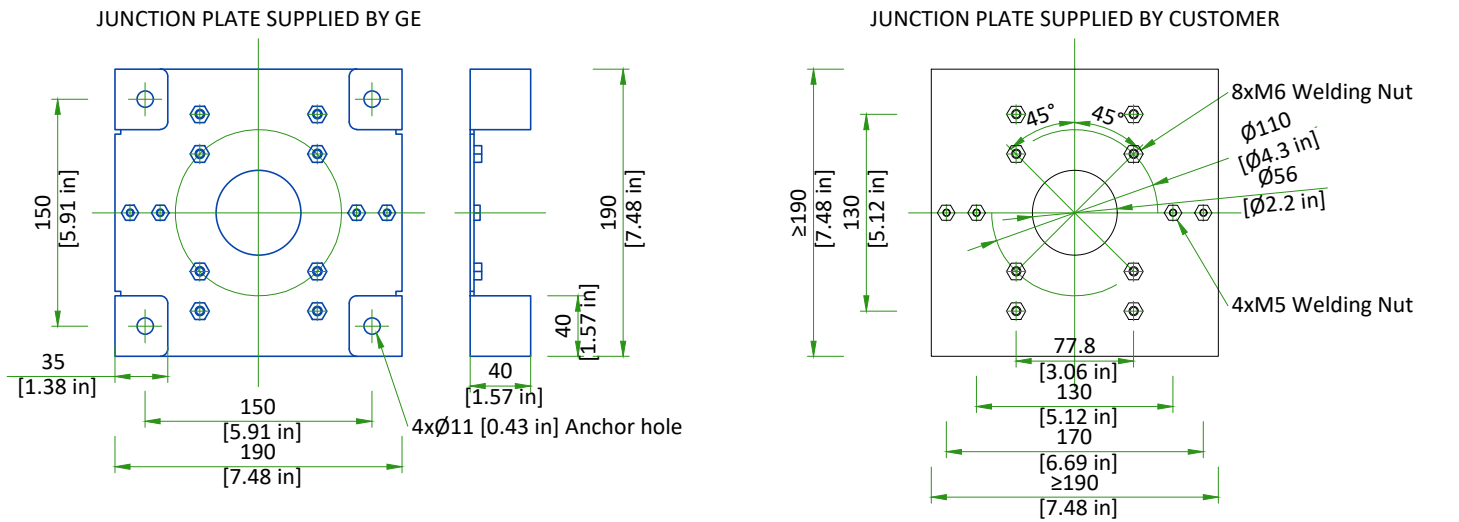 JUNCTION PLATE SUPPLIED BY GE
150
[5.91 in]
35
[1.38 in]
150
[5.91 in]
190
[7.48 in]
4xØ11 [0.43 in] Anchor hole
190
[7.48 in]
40
[1.57 in]
40
[1.57 in]
JUNCTION PLATE SUPPLIED BY CUSTOMER
≥190
[7.48 in]
130
[5.12 in]
45°
45°
8xM6 Welding Nut
Ø110
[Ø4.3 in]
Ø56
[Ø2.2 in]
4xM5 Welding Nut
77.8
[3.06 in]
130
[5.12 in]
170
[6.69 in]
≥190
[7.48 in]